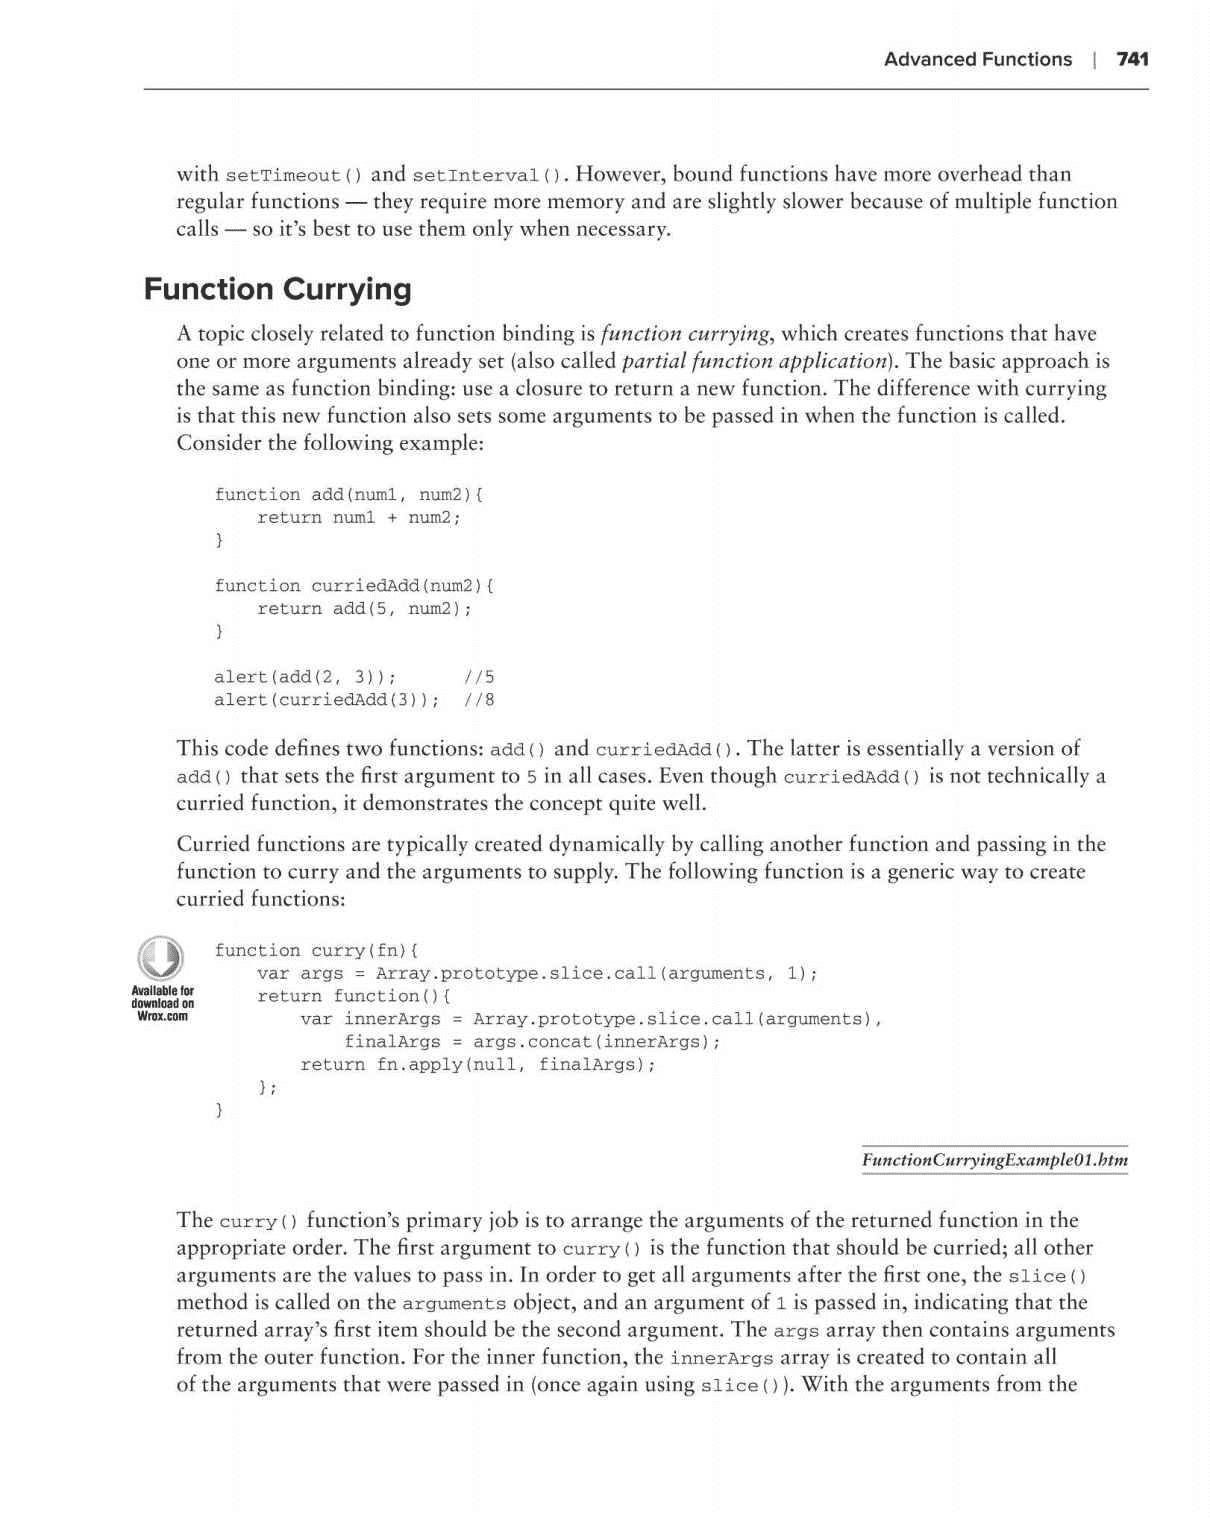 Advanced Functions | 741
with setTimeout() and setInterval(). However, bound functions have more overhead than
regular functions — they require more memory and are slightly slower because of multiple function
calls — so it’s best to use them only when necessary.
Function Currying
A topic closely related to function binding is function currying, which creates functions that have
one or more arguments already set (also called partial function application). The basic approach is
the same as function binding: use a closure to return a new function. The difference with currying
is that this new function also sets some arguments to be passed in when the function is called.
Consider the following example:
function add(num1, num2){
    return num1 + num2;
}
function curriedAdd(num2){
    return add(5, num2);
}
alert(add(2, 3));      //5
alert(curriedAdd(3));  //8
This code defines two functions: add() and curriedAdd(). The latter is essentially a version of
add() that sets the first argument to 5 in all cases. Even though curriedAdd() is not technically a
curried function, it demonstrates the concept quite well.
Curried functions are typically created dynamically by calling another function and passing in the
function to curry and the arguments to supply. The following function is a generic way to create
curried functions:
Available for
download on
Wrox.com
function curry(fn){
    var args = Array.prototype.slice.call(arguments, 1);
    return function(){
        var innerArgs = Array.prototype.slice.call(arguments),
            finalArgs = args.concat(innerArgs);
        return fn.apply(null, finalArgs);
    };
}
FunctionCurryingExample01.htm
The curry() function’s primary job is to arrange the arguments of the returned function in the
appropriate order. The first argument to curry() is the function that should be curried; all other
arguments are the values to pass in. In order to get all arguments after the first one, the slice()
method is called on the arguments object, and an argument of 1 is passed in, indicating that the
returned array’s first item should be the second argument. The args array then contains arguments
from the outer function. For the inner function, the innerArgs array is created to contain all
of the arguments that were passed in (once again using slice()). With the arguments from the